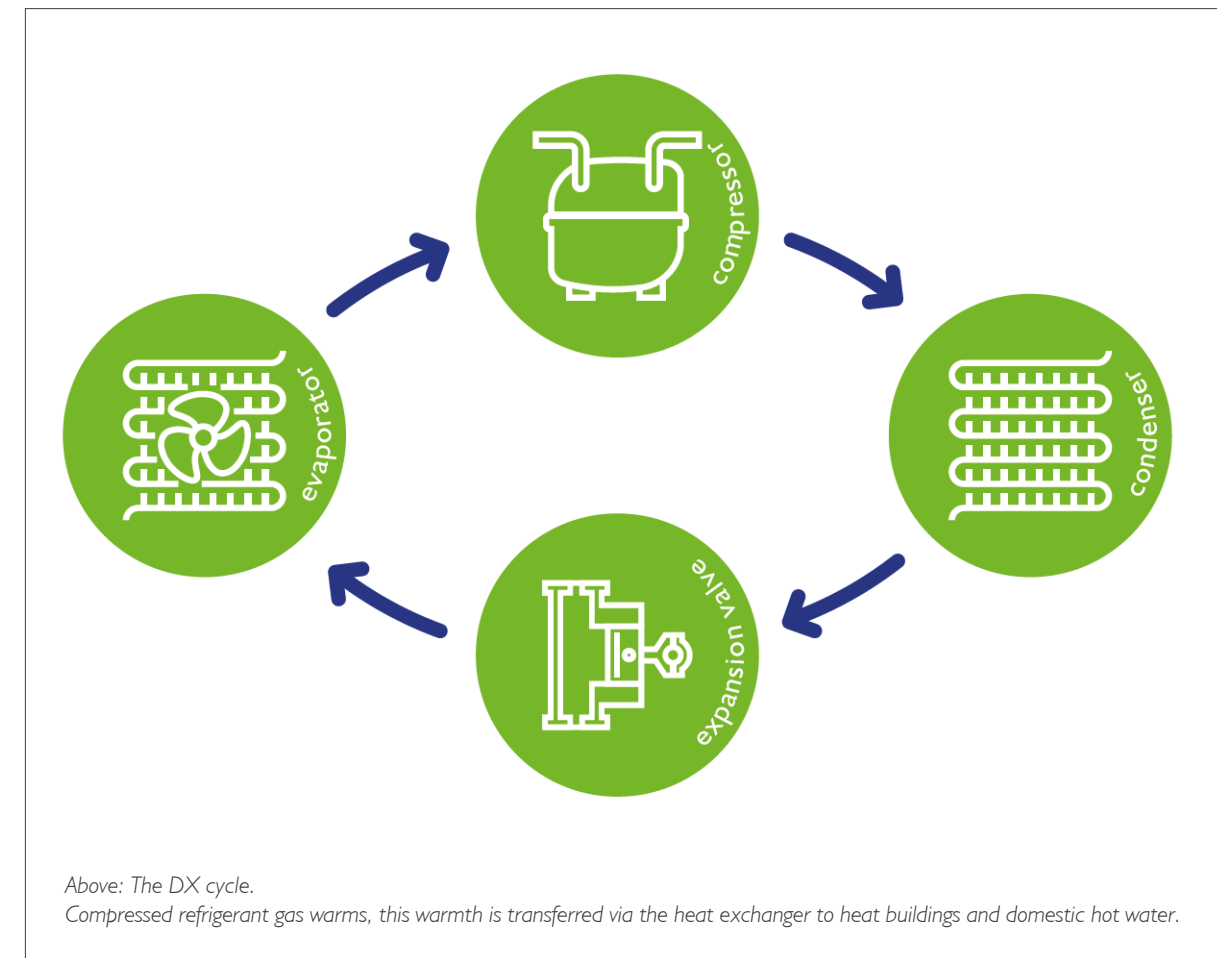 compressor
evaporator
condenser
expansion valve
Above: The DX cycle.
Compressed refrigerant gas warms, this warmth is transferred via the heat exchanger to heat buildings and domestic hot water.